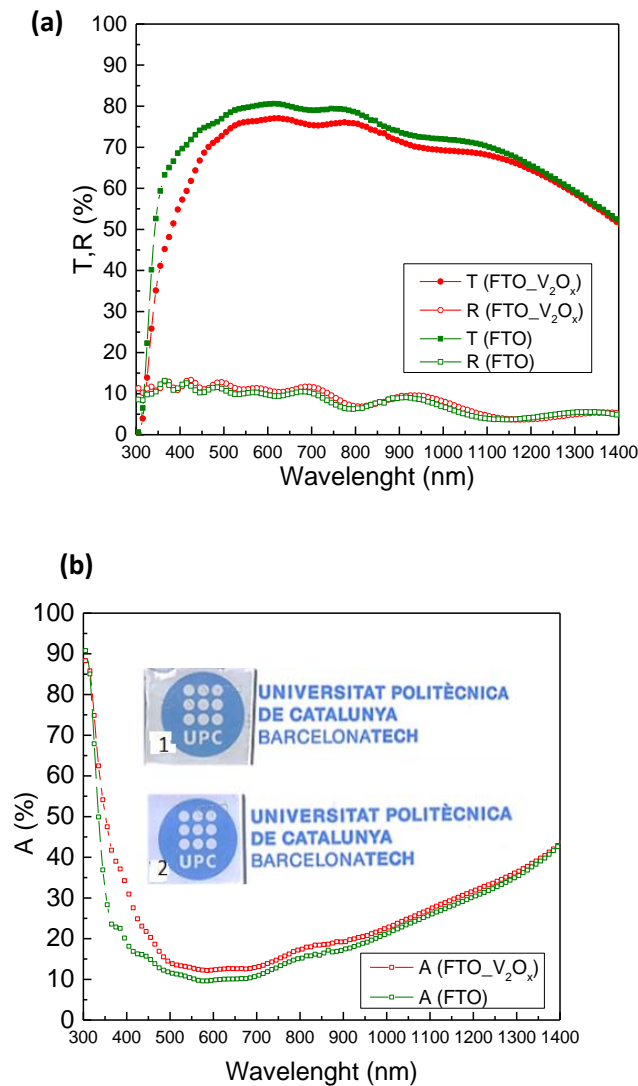 (a)
100
90
80
70
60
50
40
30
20
10
0
T,R (%)
T (FTO_V₂Oₓ)
R (FTO_V₂Oₓ)
T (FTO)
R (FTO)
300 400 500 600 700 800 900 1000 1100 1200 1300 1400
Wavelenght (nm)
(b)
100
90
80
70
60
50
40
30
20
10
0
A (%)
1
UPC
UNIVERSITAT POLITÈCNICA
DE CATALUNYA
BARCELONATECH
2
UPC
UNIVERSITAT POLITÈCNICA
DE CATALUNYA
BARCELONATECH
A (FTO_V₂Oₓ)
A (FTO)
300 400 500 600 700 800 900 1000 1100 1200 1300 1400
Wavelenght (nm)